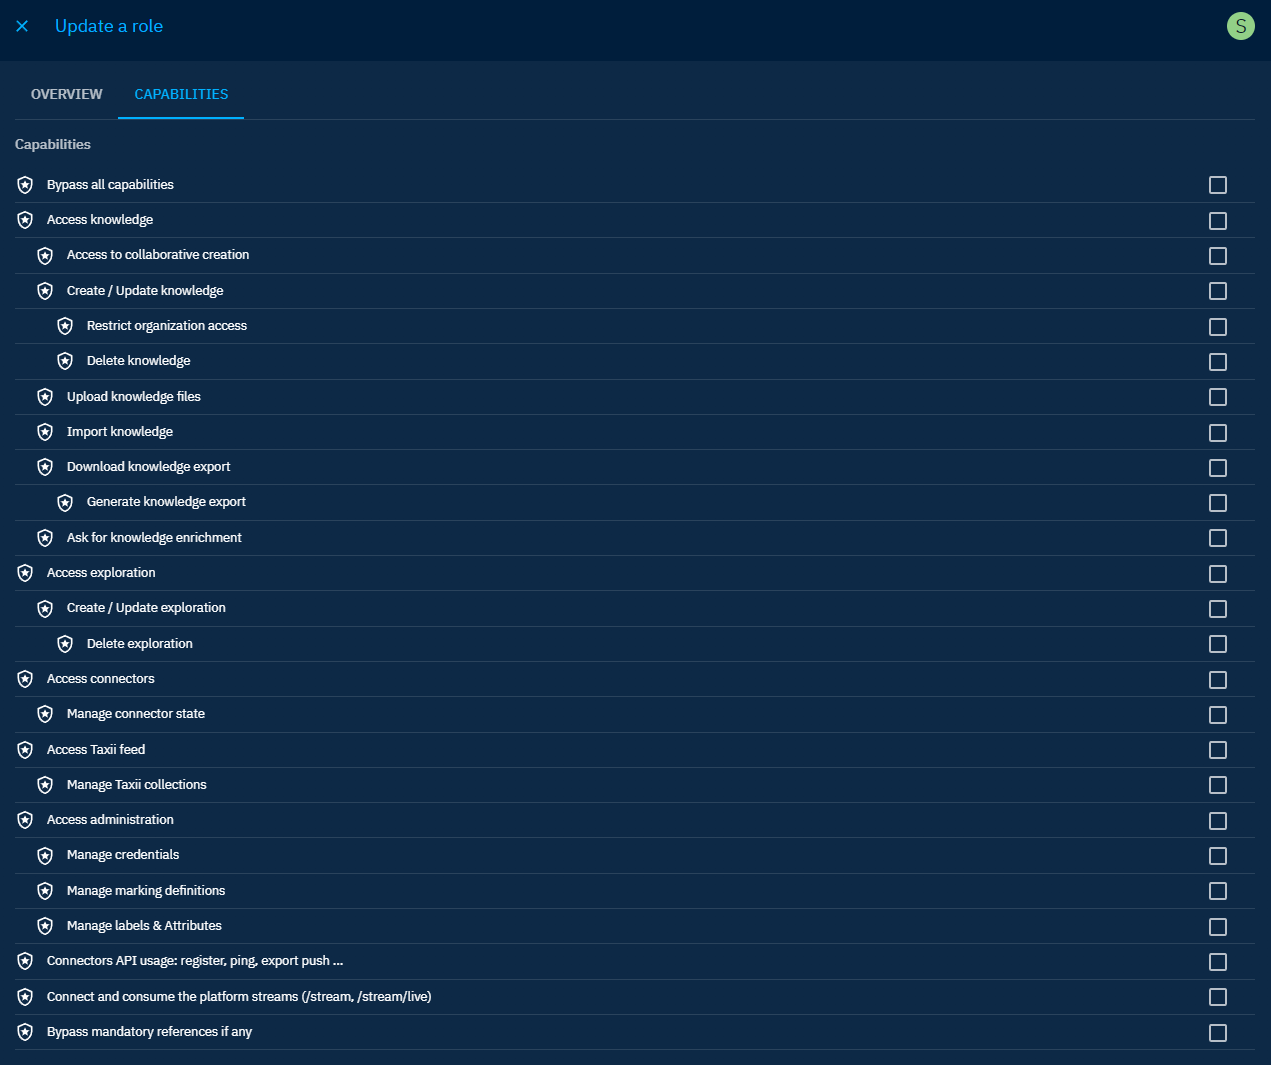 Update a role
S
OVERVIEW
CAPABILITIES
Capabilities
Bypass all capabilities
Access knowledge
Access to collaborative creation
Create / Update knowledge
Restrict organization access
Delete knowledge
Upload knowledge files
Import knowledge
Download knowledge export
Generate knowledge export
Ask for knowledge enrichment
Access exploration
Create / Update exploration
Delete exploration
Access connectors
Manage connector state
Access Taxii feed
Manage Taxii collections
Access administration
Manage credentials
Manage marking definitions
Manage labels & Attributes
Connectors API usage: register, ping, export push ...
Connect and consume the platform streams (/stream, /stream/live)
Bypass mandatory references if any